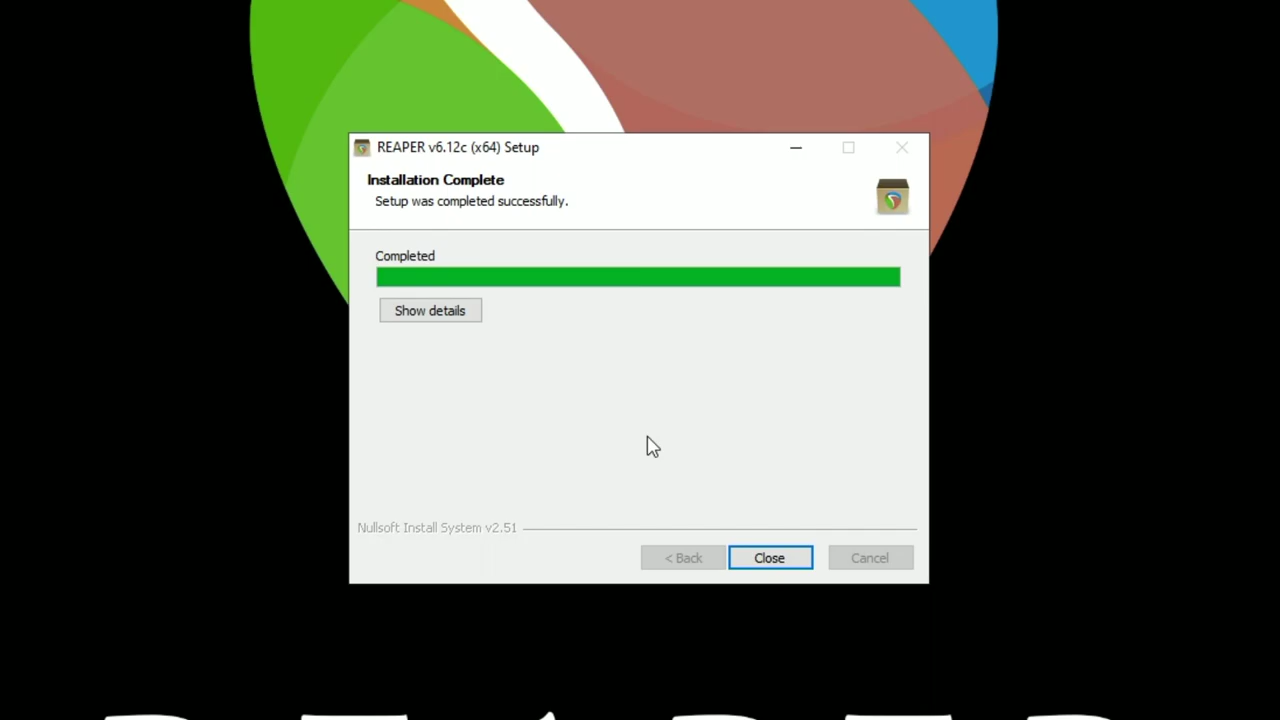 REAPER v6.12c (x64) Setup
Installation Complete
Setup was completed successfully.
Completed
Show details
Nullsoft Install System v2.51
< Back
Close
Cancel